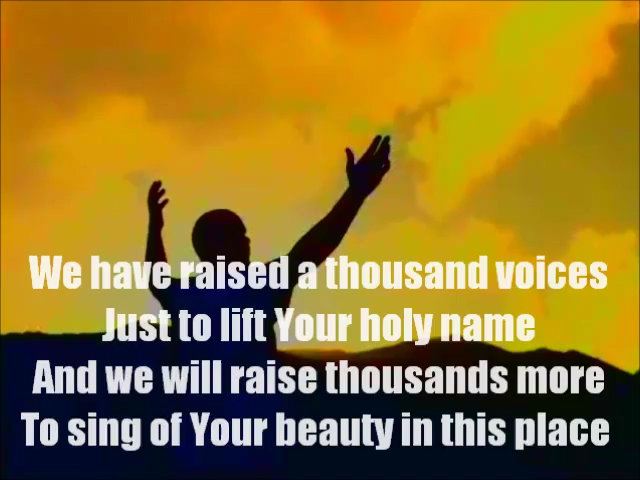 We have raised a thousand voices
Just to lift Your holy name
And we will raise thousands more
To sing of Your beauty in this place